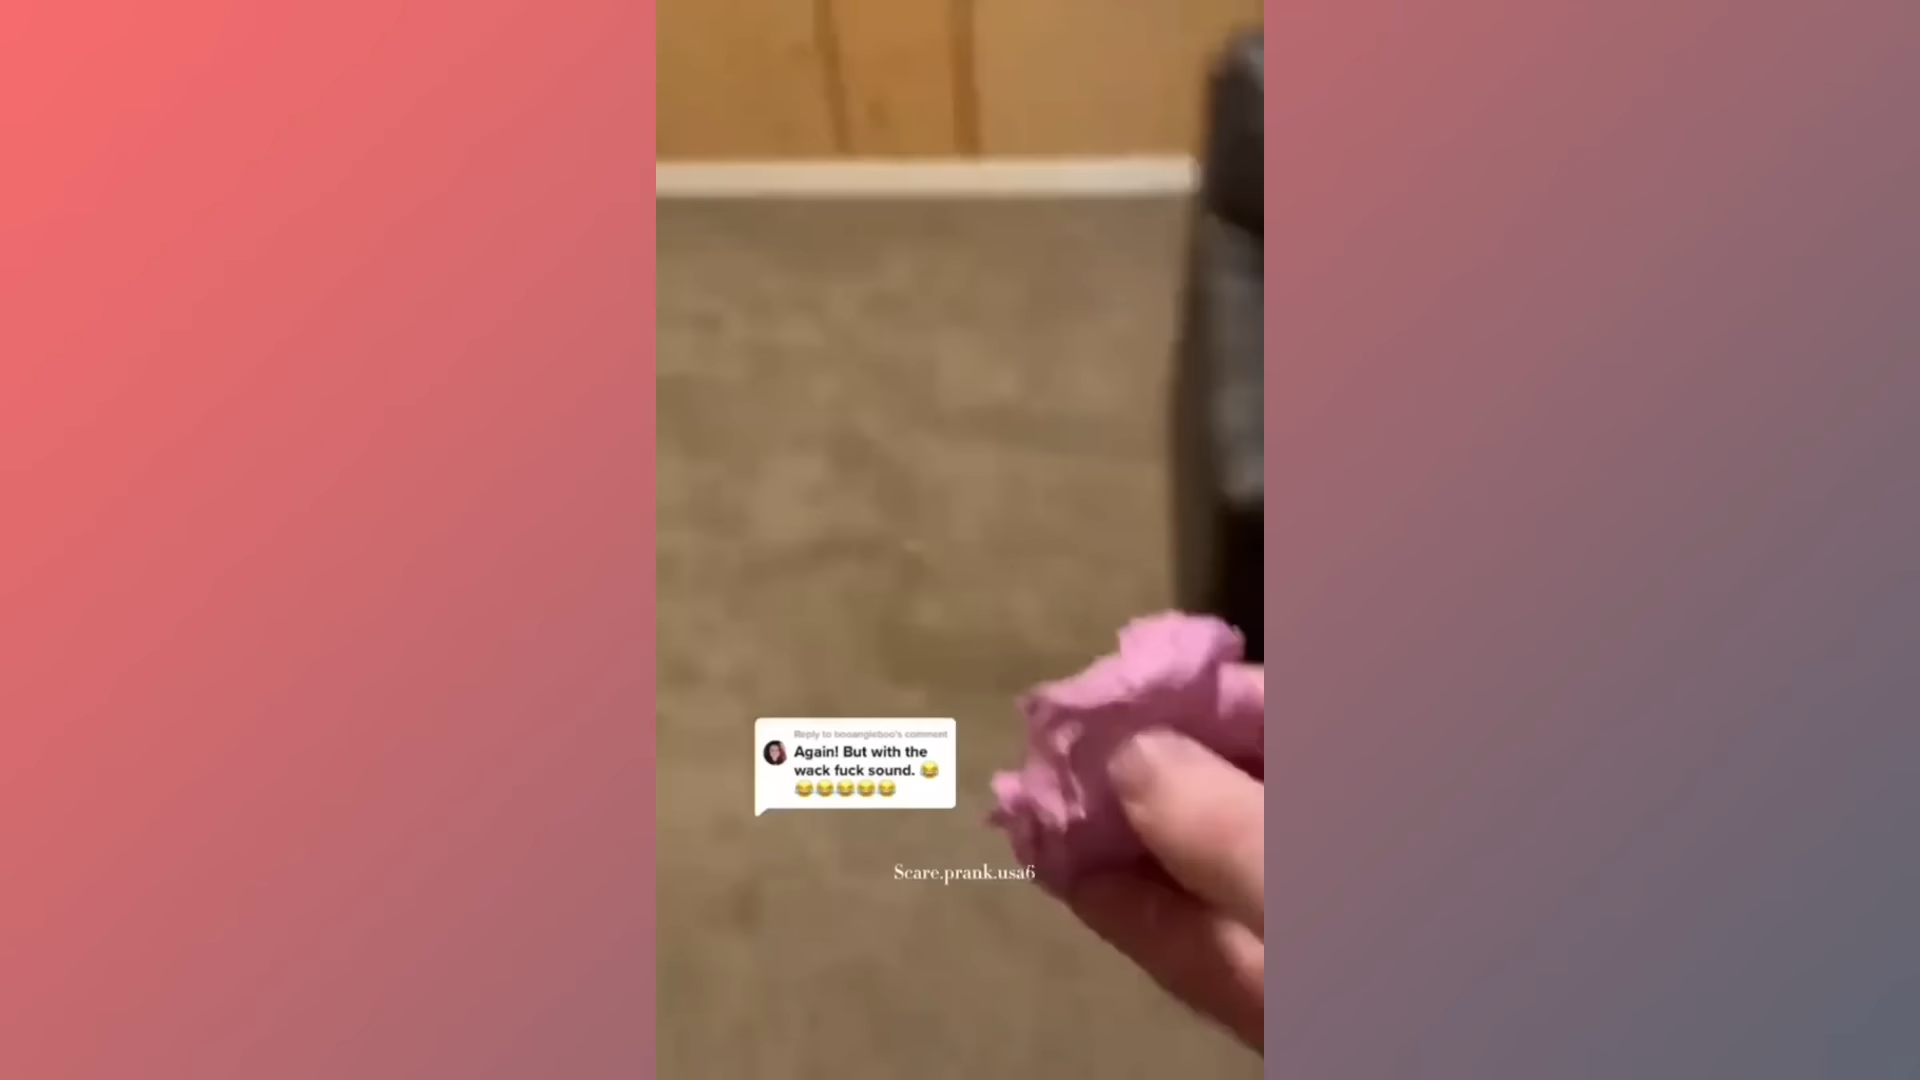 Reply to booangieboo's comment
Again! But with the
wack fuck sound. 😂
😂😂😂😂😂
Scare.prank.usa6